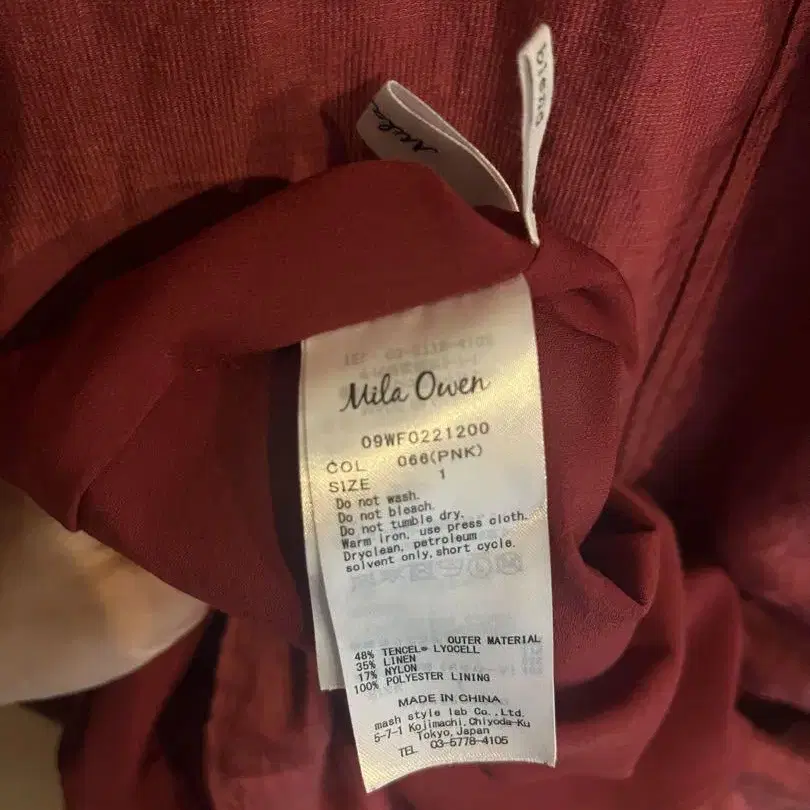 Mila Owen
09WFO221200
COL 066(PNK)
SIZE 1
Do not wash.
Do not bleach.
Do not tumble dry.
Warm iron, use press cloth.
Dryclean, petroleum
solvent only, short cycle.
OUTER MATERIAL
48% TENCEL™ LYOCELL
35% LINEN
17% NYLON
100% POLYESTER LINING
MADE IN CHINA
mash style lab Co.,Ltd.
5-7-1 Kojimachi,Chiyoda-Ku
Tokyo,Japan
TEL 03-5778-4105